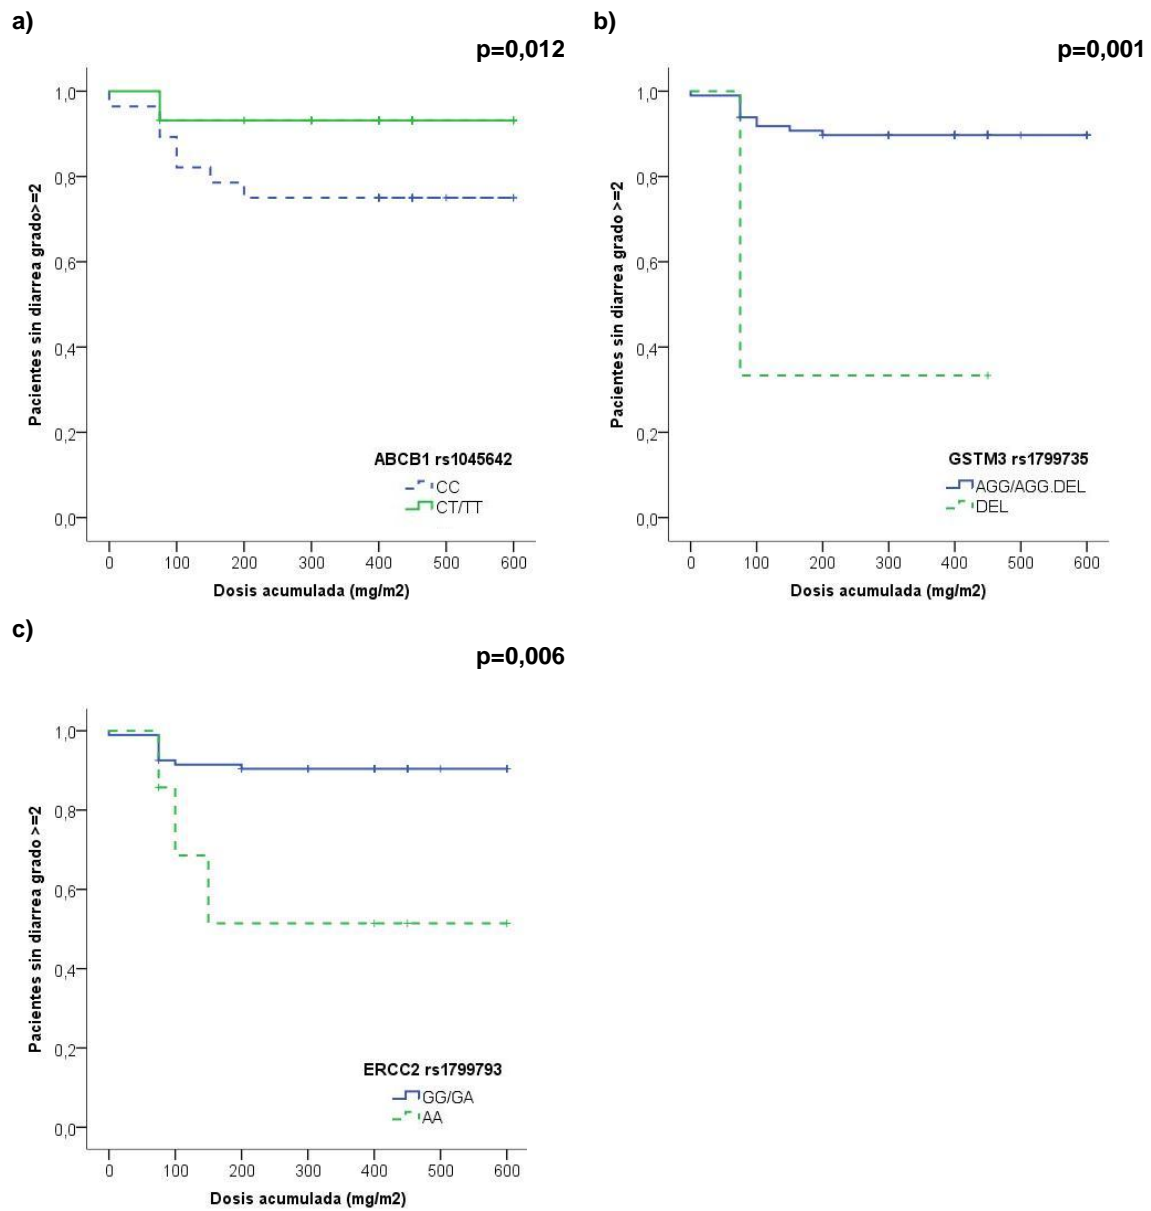 a)
p=0,012
1,0
0,8
0,6
0,4
0,2
0,0
Pacientes sin diarrea grado>=2
ABCB1 rs1045642
CC
CT/TT
0 100 200 300 400 500 600
Dosis acumulada (mg/m2)
b)
p=0,001
1,0
0,8
0,6
0,4
0,2
0,0
Pacientes sin diarrea grado >=2
GSTM3 rs1799735
AGG/AGG.DEL
DEL
0 100 200 300 400 500 600
Dosis acumulada (mg/m2)
c)
p=0,006
1,0
0,8
0,6
0,4
0,2
0,0
Pacientes sin diarrea grado >=2
ERCC2 rs1799793
GG/GA
AA
0 100 200 300 400 500 600
Dosis acumulada (mg/m2)